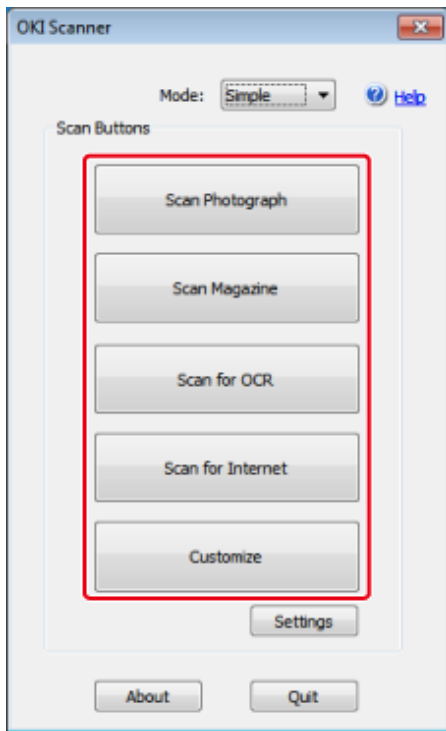 OKI Scanner
Mode: Simple Help
Scan Buttons
Scan Photograph
Scan Magazine
Scan for OCR
Scan for Internet
Customize
Settings
About Quit